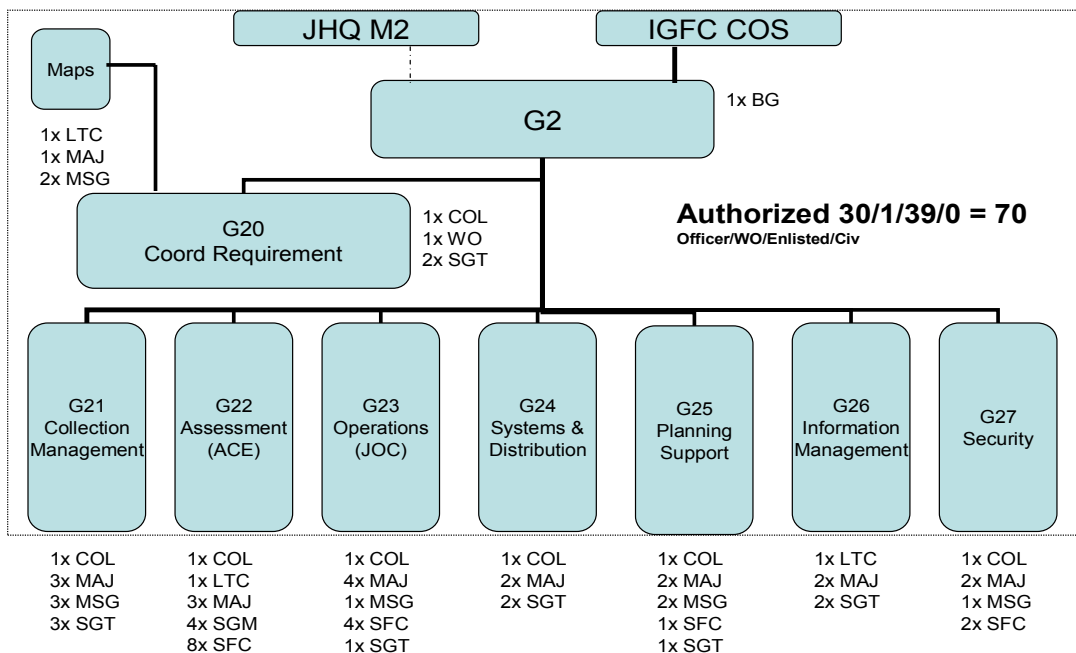 JHQ M2
IGFC COS
Maps
1x LTC
1x MAJ
2x MSG
G2
1x BG
G20
Coord Requirement
1x COL
1x WO
2x SGT
Authorized 30/1/39/0 = 70
Officer/WO/Enlisted/Civ
G21
Collection
Management
G22
Assessment
(ACE)
G23
Operations
(JOC)
G24
Systems &
Distribution
G25
Planning
Support
G26
Information
Management
G27
Security
1x COL
3x MAJ
3x MSG
3x SGT
1x COL
1x LTC
3x MAJ
4x SGM
8x SFC
1x COL
4x MAJ
1x MSG
4x SFC
1x SGT
1x COL
2x MAJ
2x SGT
1x COL
2x MAJ
2x MSG
1x SFC
1x SGT
1x LTC
2x MAJ
2x SGT
1x COL
2x MAJ
1x MSG
2x SFC